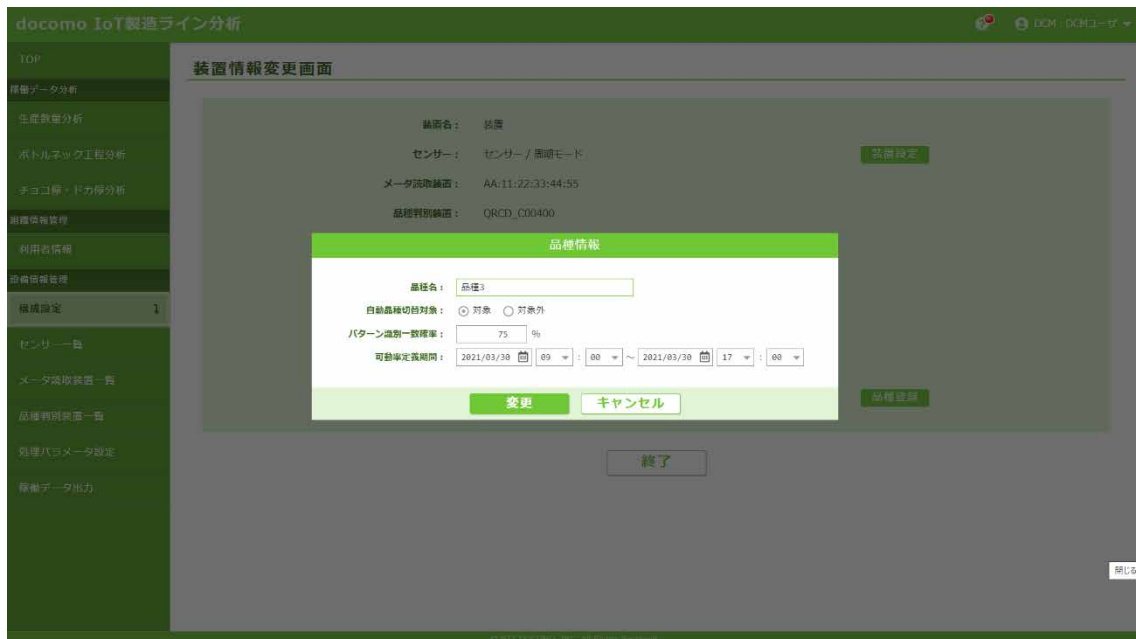 docomo IoT製造ライン分析
DCM : DCMユーザ
TOP
装置情報変更画面
稼働データ分析
生産数量分析
ボトルネック工程分析
チョコ停・ドカ停分析
組織情報管理
利用者情報
設備情報管理
構成設定 1
センサー一覧
メータ読取装置一覧
品種判別装置一覧
処理パラメータ設定
稼働データ出力
装置名： 装置
センサー： センサー / 照暗モード
装置設定
メータ読取装置： AA:11:22:33:44:55
品種判別装置： QRCD_C00400
品種情報
品種名： 品種3
自動品種切替対象： 対象 対象外
パターン識別一致確率： 75 %
可動率定義期間： 2021/03/30 09 : 00 ～ 2021/03/30 17 : 00
変更 キャンセル
品種登録
終了
閉じる